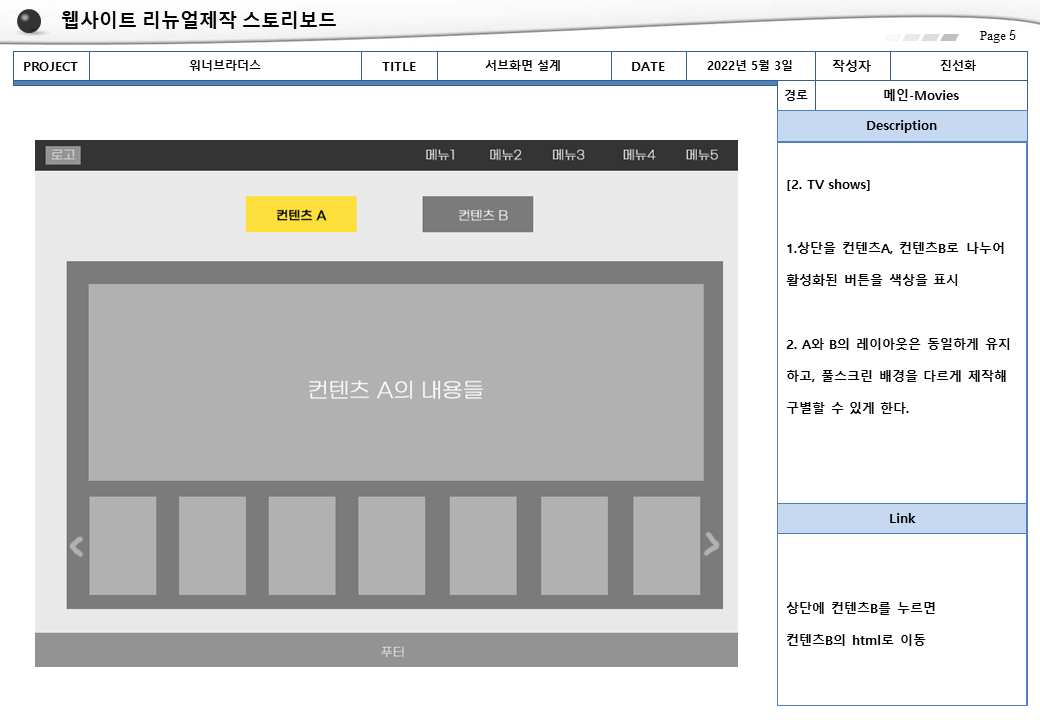 웹사이트 리뉴얼제작 스토리보드
Page 5
PROJECT 워너브라더스 TITLE 서브화면 설계 DATE 2022년 5월 3일 작성자 진선화
경로 메인-Movies
Description
로고 메뉴1 메뉴2 메뉴3 메뉴4 메뉴5
컨텐츠 A 컨텐츠 B
컨텐츠 A의 내용들
푸터
[2. TV shows]
1.상단을 컨텐츠A, 컨텐츠B로 나누어
활성화된 버튼을 색상을 표시
2. A와 B의 레이아웃은 동일하게 유지
하고, 풀스크린 배경을 다르게 제작해
구별할 수 있게 한다.
Link
상단에 컨텐츠B를 누르면
컨텐츠B의 html로 이동